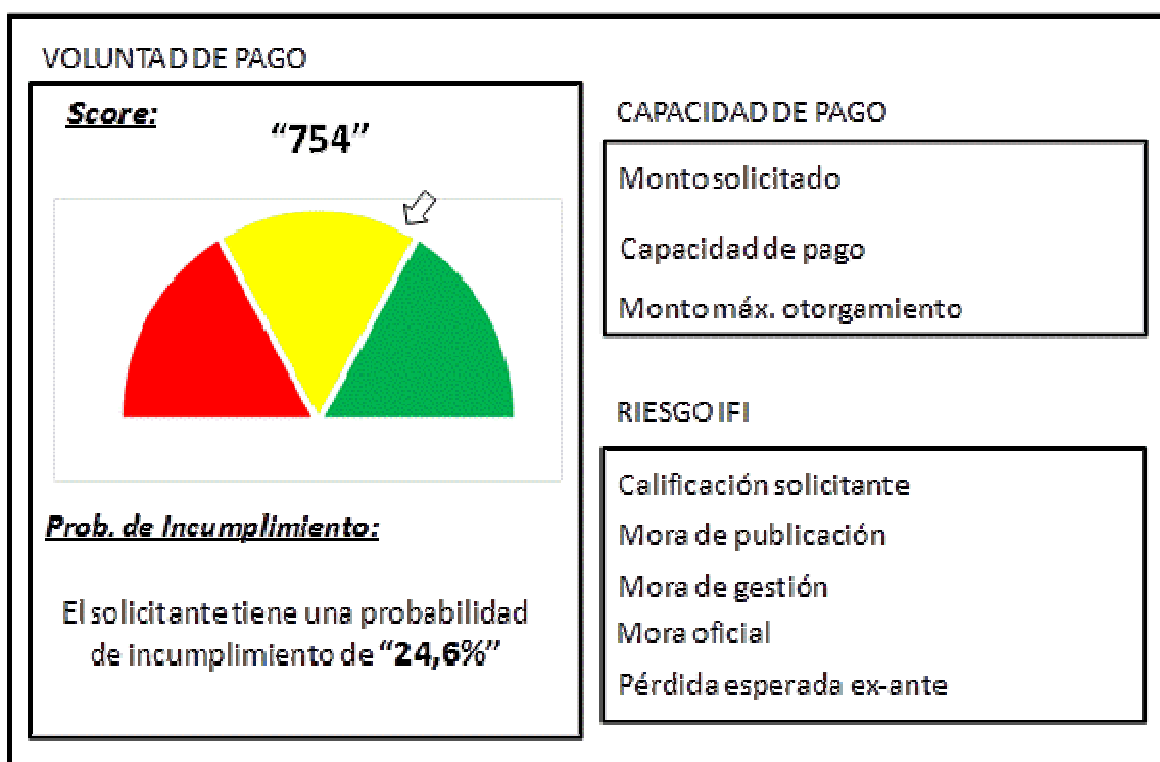 VOLUNTAD DE PAGO
Score:
“754”
Prob. de Incumplimiento:
El solicitante tiene una probabilidad
de incumplimiento de “24,6%”
CAPACIDAD DE PAGO
Monto solicitado
Capacidad de pago
Monto máx. otorgamiento
RIESGO IFI
Calificación solicitante
Mora de publicación
Mora de gestión
Mora oficial
Pérdida esperada ex-ante